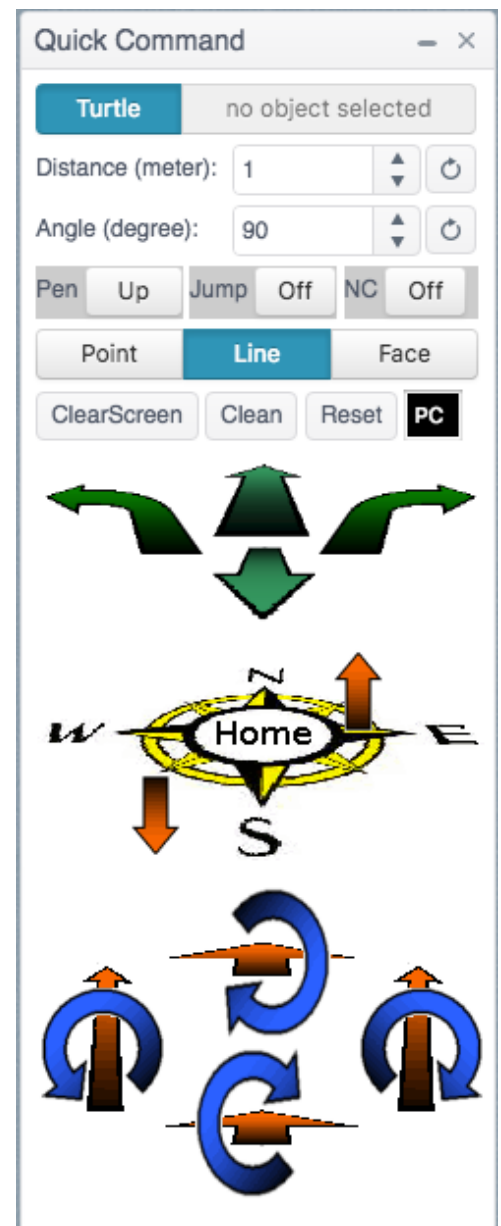 Quick Command
Turtle no object selected
Distance (meter): 1
Angle (degree): 90
Pen Up Jump Off NC Off
Point Line Face
ClearScreen Clean Reset PC
N
W Home E
S